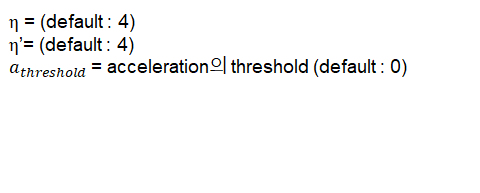 η = (default : 4)
η’= (default : 4)
𝑎𝑡ℎ𝑟𝑒𝑠ℎ𝑜𝑙𝑑 = acceleration의 threshold (default : 0)